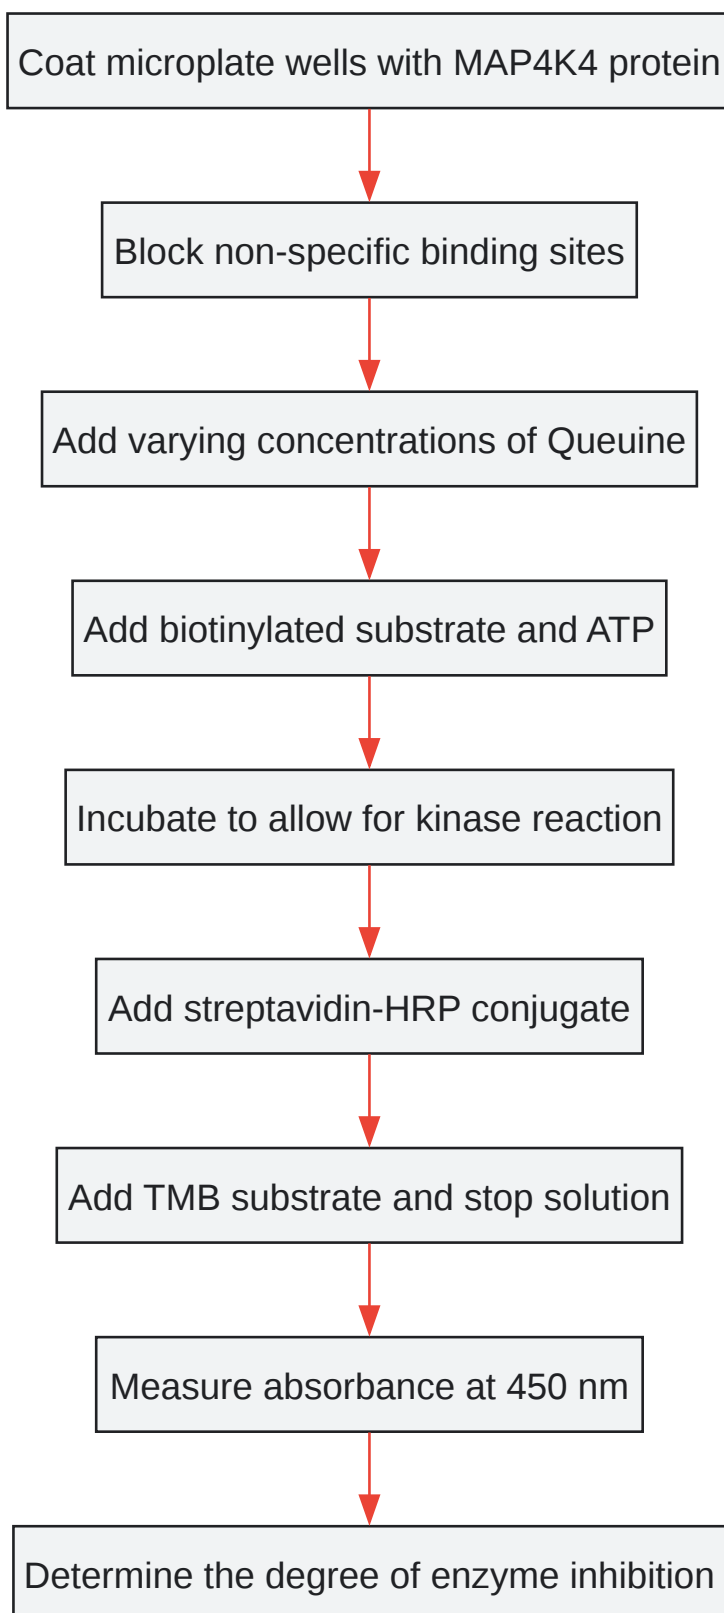 Coat microplate wells with MAP4K4 protein
Block non-specific binding sites
Add varying concentrations of Queuine
Add biotinylated substrate and ATP
Incubate to allow for kinase reaction
Add streptavidin-HRP conjugate
Add TMB substrate and stop solution
Measure absorbance at 450 nm
Determine the degree of enzyme inhibition